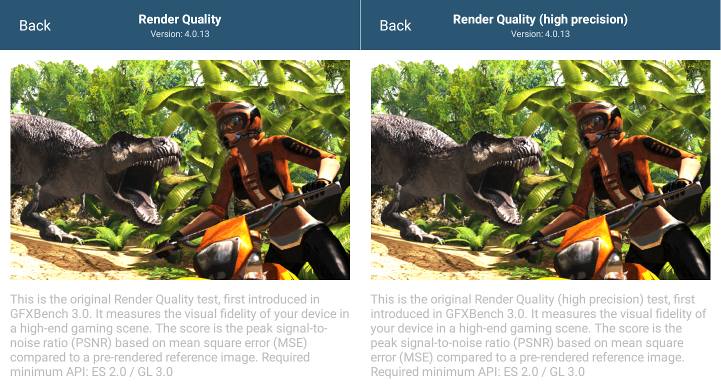 Back
Render Quality
Version: 4.0.13
This is the original Render Quality test, first introduced in
GFXBench 3.0. It measures the visual fidelity of your device in
a high-end gaming scene. The score is the peak signal-to-
noise ratio (PSNR) based on mean square error (MSE)
compared to a pre-rendered reference image. Required
minimum API: ES 2.0 / GL 3.0
Back
Render Quality (high precision)
Version: 4.0.13
This is the original Render Quality (high precision) test, first
introduced in GFXBench 3.0. It measures the visual fidelity of
your device in a high-end gaming scene. The score is the
peak signal-to-noise ratio (PSNR) based on mean square
error (MSE) compared to a pre-rendered reference image.
Required minimum API: ES 2.0 / GL 3.0